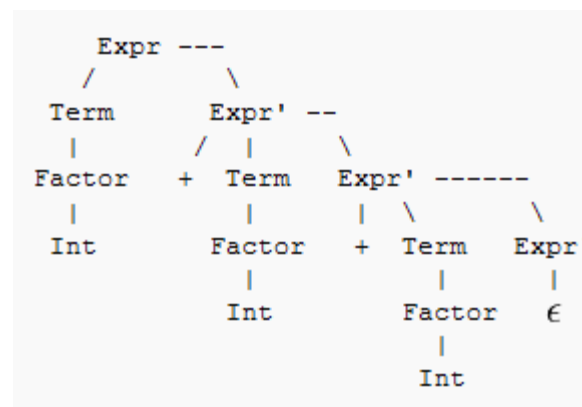 Expr ---
/ \
Term Expr' --
| / | \
Factor + Term Expr' ------
| | | \ \
Int Factor + Term Expr
| | |
Int Factor ϵ
|
Int